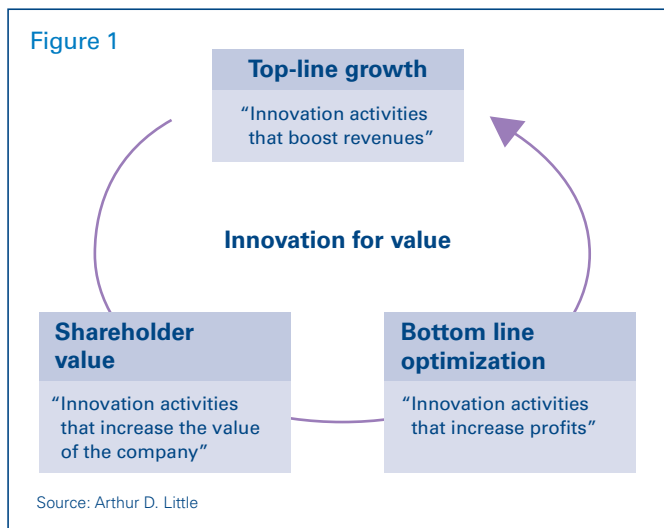 Figure 1
Top-line growth
“Innovation activities
that boost revenues”
Innovation for value
Shareholder
value
“Innovation activities
that increase the value
of the company”
Bottom line
optimization
“Innovation activities
that increase profits”
Source: Arthur D. Little